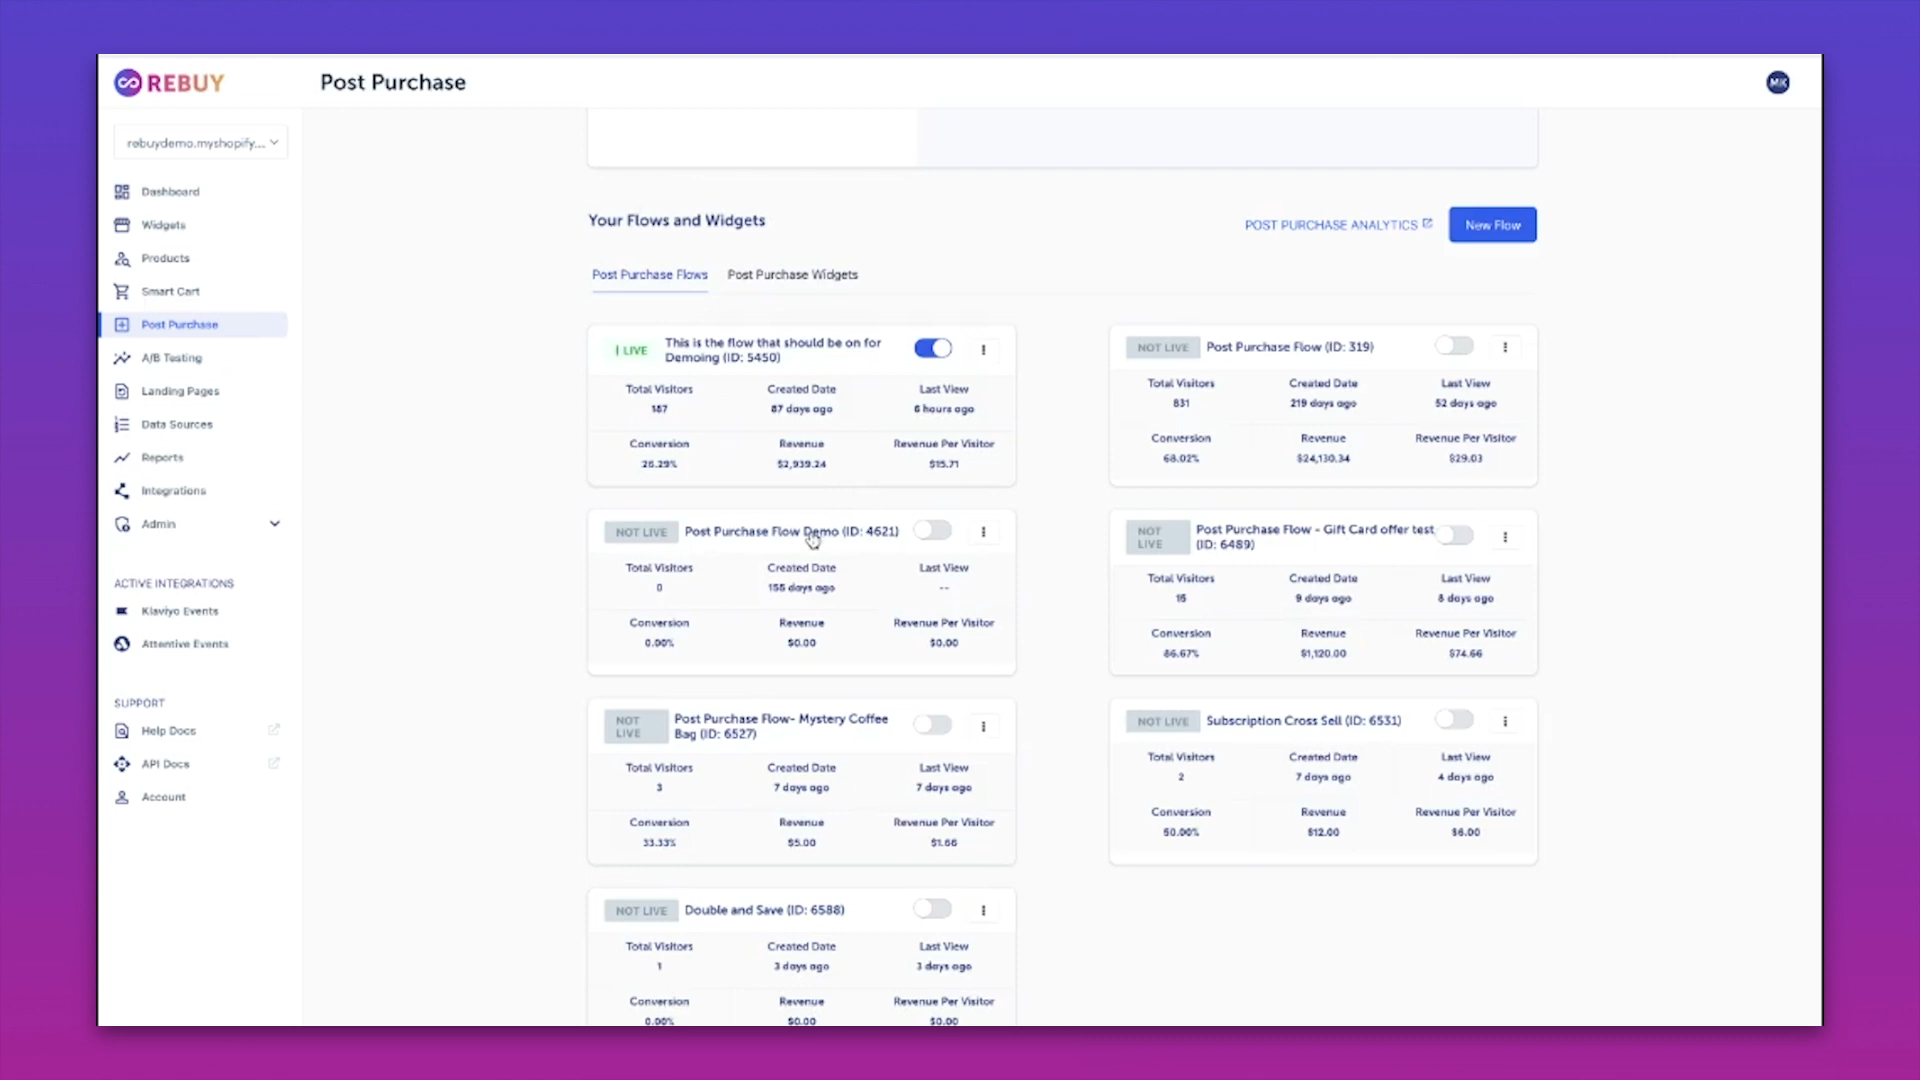 REBUY
Post Purchase
MK
rebuydemo.myshopify....
Dashboard
Widgets
Products
Smart Cart
Post Purchase
A/B Testing
Landing Pages
Data Sources
Reports
Integrations
Admin
ACTIVE INTEGRATIONS
Klaviyo Events
Attentive Events
SUPPORT
Help Docs
API Docs
Account
Your Flows and Widgets
POST PURCHASE ANALYTICS
New Flow
Post Purchase Flows
Post Purchase Widgets
LIVE
This is the flow that should be on for
Demoing (ID: 5450)
Total Visitors
Created Date
Last View
187
87 days ago
6 hours ago
Conversion
Revenue
Revenue Per Visitor
26.29%
$2,939.24
$15.71
NOT LIVE
Post Purchase Flow (ID: 319)
Total Visitors
Created Date
Last View
831
219 days ago
52 days ago
Conversion
Revenue
Revenue Per Visitor
68.02%
$24,130.34
$29.03
NOT LIVE
Post Purchase Flow Demo (ID: 4621)
Total Visitors
Created Date
Last View
0
155 days ago
--
Conversion
Revenue
Revenue Per Visitor
0.00%
$0.00
$0.00
NOT
LIVE
Post Purchase Flow - Gift Card offer test
(ID: 6489)
Total Visitors
Created Date
Last View
15
9 days ago
8 days ago
Conversion
Revenue
Revenue Per Visitor
86.67%
$1,120.00
$74.66
NOT
LIVE
Post Purchase Flow- Mystery Coffee
Bag (ID: 6527)
Total Visitors
Created Date
Last View
3
7 days ago
7 days ago
Conversion
Revenue
Revenue Per Visitor
33.33%
$5.00
$1.66
NOT LIVE
Subscription Cross Sell (ID: 6531)
Total Visitors
Created Date
Last View
2
7 days ago
4 days ago
Conversion
Revenue
Revenue Per Visitor
50.00%
$12.00
$6.00
NOT LIVE
Double and Save (ID: 6588)
Total Visitors
Created Date
Last View
1
3 days ago
3 days ago
Conversion
Revenue
Revenue Per Visitor
0.00%
$0.00
$0.00